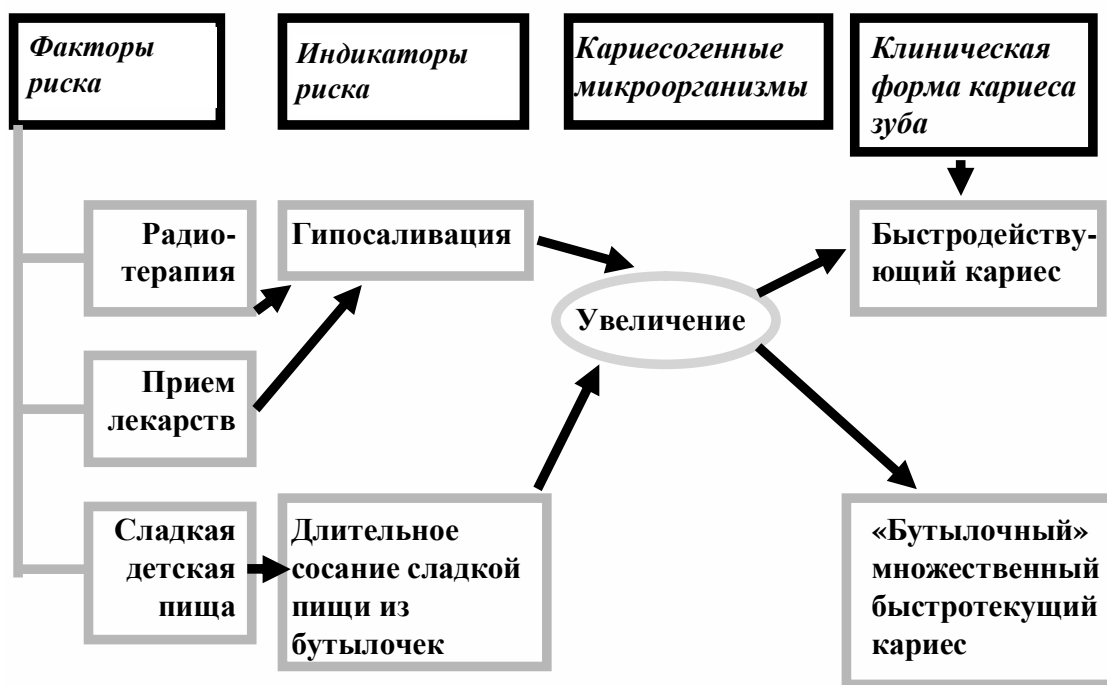 Факторы
риска
Индикаторы
риска
Кариесогенные
микроорганизмы
Клиническая
форма кариеса
зуба
Радио-
терапия
Гипосаливация
Быстродейству-
ющий кариес
Увеличение
Прием
лекарств
Сладкая
детская
пища
Длительное
сосание сладкой
пищи из
бутылочек
«Бутылочный»
множественный
быстротекущий
кариес